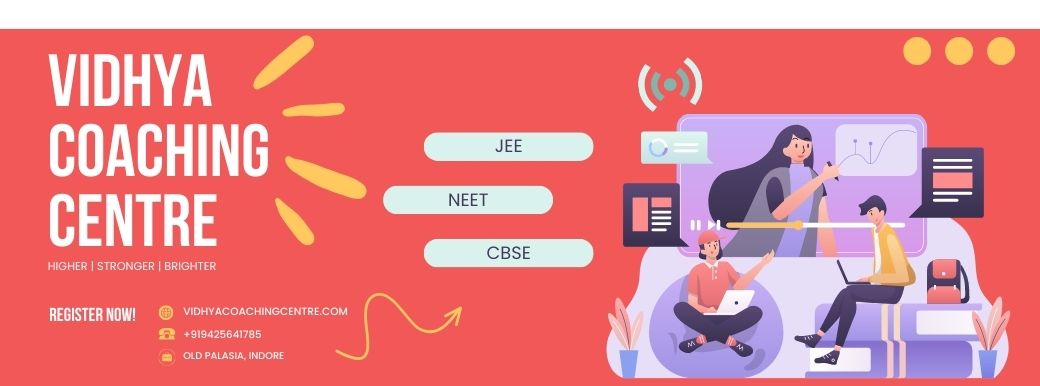 VIDHYA
COACHING
CENTRE
HIGHER | STRONGER | BRIGHTER
JEE
NEET
CBSE
REGISTER NOW!
VIDHYACOACHINGCENTRE.COM
+919425641785
OLD PALASIA, INDORE